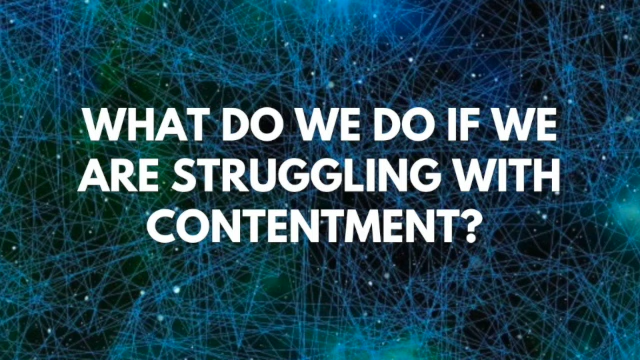 WHAT DO WE DO IF WE
ARE STRUGGLING WITH
CONTENTMENT?